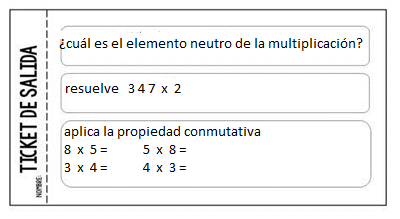 TICKET DE SALIDA
NOMBRE:
¿cuál es el elemento neutro de la multiplicación?
resuelve 3 4 7 x 2
aplica la propiedad conmutativa
8 x 5 = 5 x 8 =
3 x 4 = 4 x 3 =